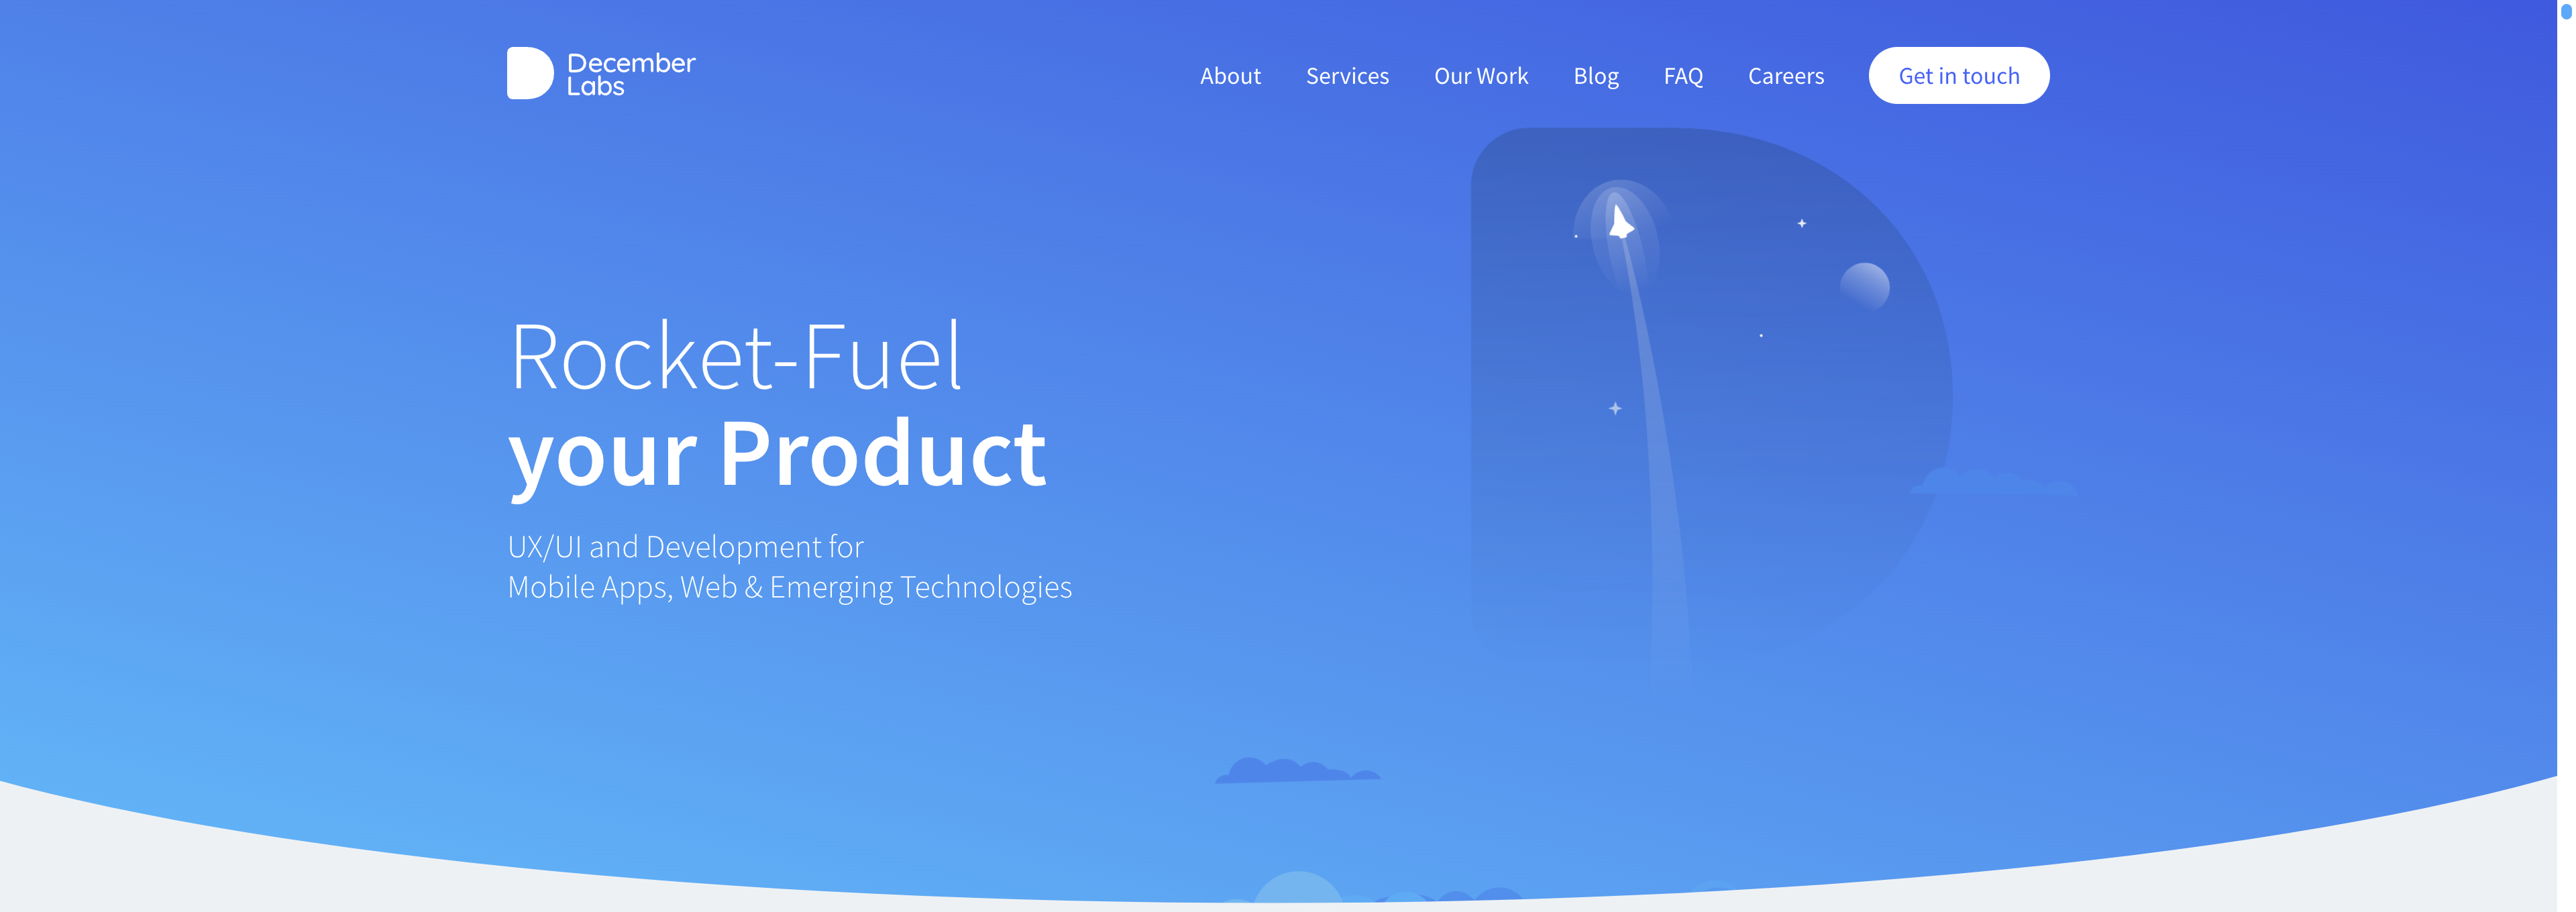 December
Labs
About
Services
Our Work
Blog
FAQ
Careers
Get in touch
Rocket-Fuel
your Product
UX/UI and Development for
Mobile Apps, Web & Emerging Technologies